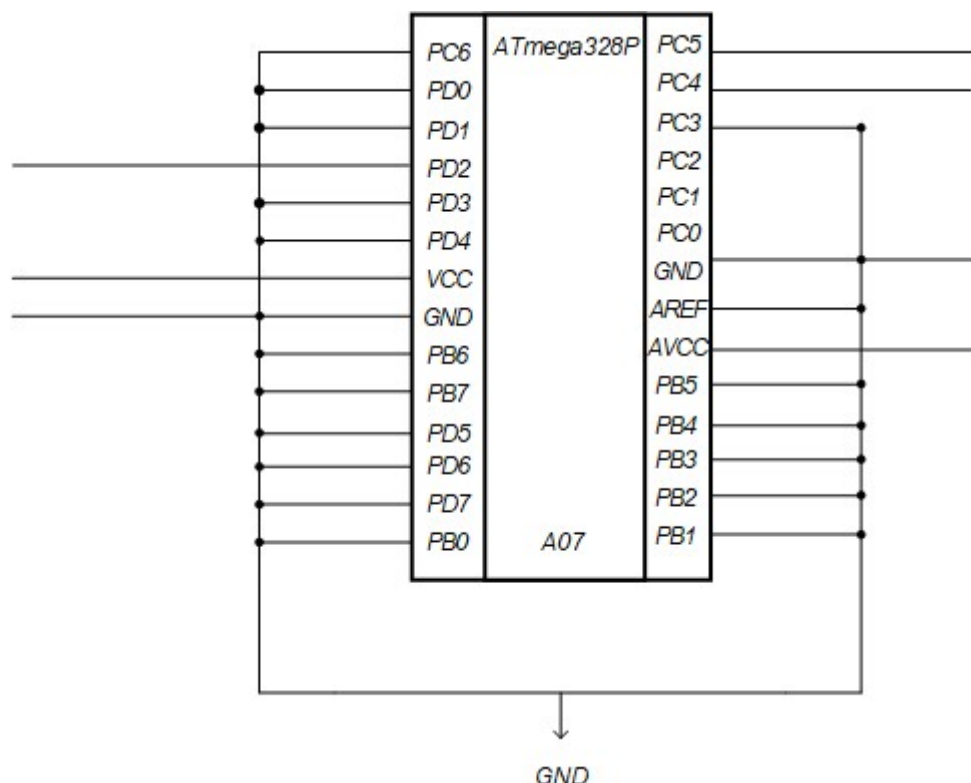 ATmega328P
PC6
PD0
PD1
PD2
PD3
PD4
VCC
GND
PB6
PB7
PD5
PD6
PD7
PB0
PC5
PC4
PC3
PC2
PC1
PC0
GND
AREF
AVCC
PB5
PB4
PB3
PB2
PB1
A07
GND